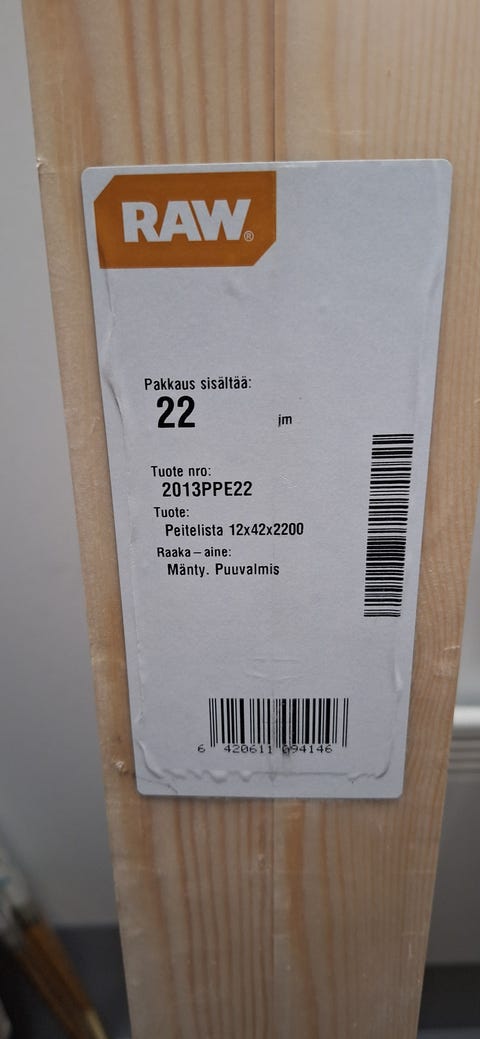 RAW®
Pakkaus sisältää:
22 jm
Tuote nro:
2013PPE22
Tuote:
Peitelista 12x42x2200
Raaka-aine:
Mänty. Puuvalmis
6 420611 094146